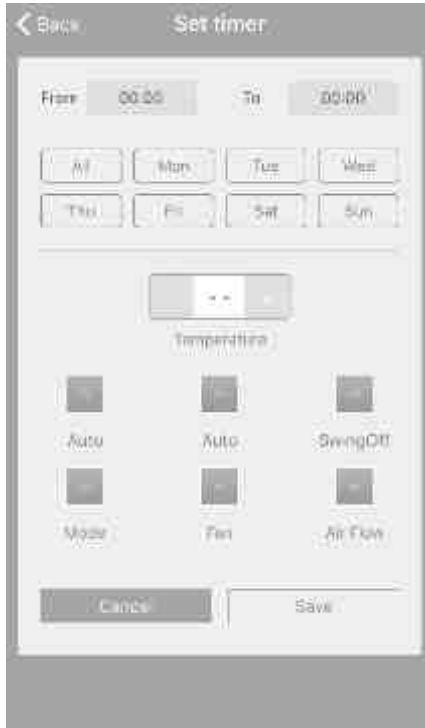 Back Set timer
From 00:00 To 00:00
All Mon Tue Wed
Thu Fri Sat Sun
--
Temperature
Auto Auto SwingOff
Mode Fan Air Flow
Cancel Save